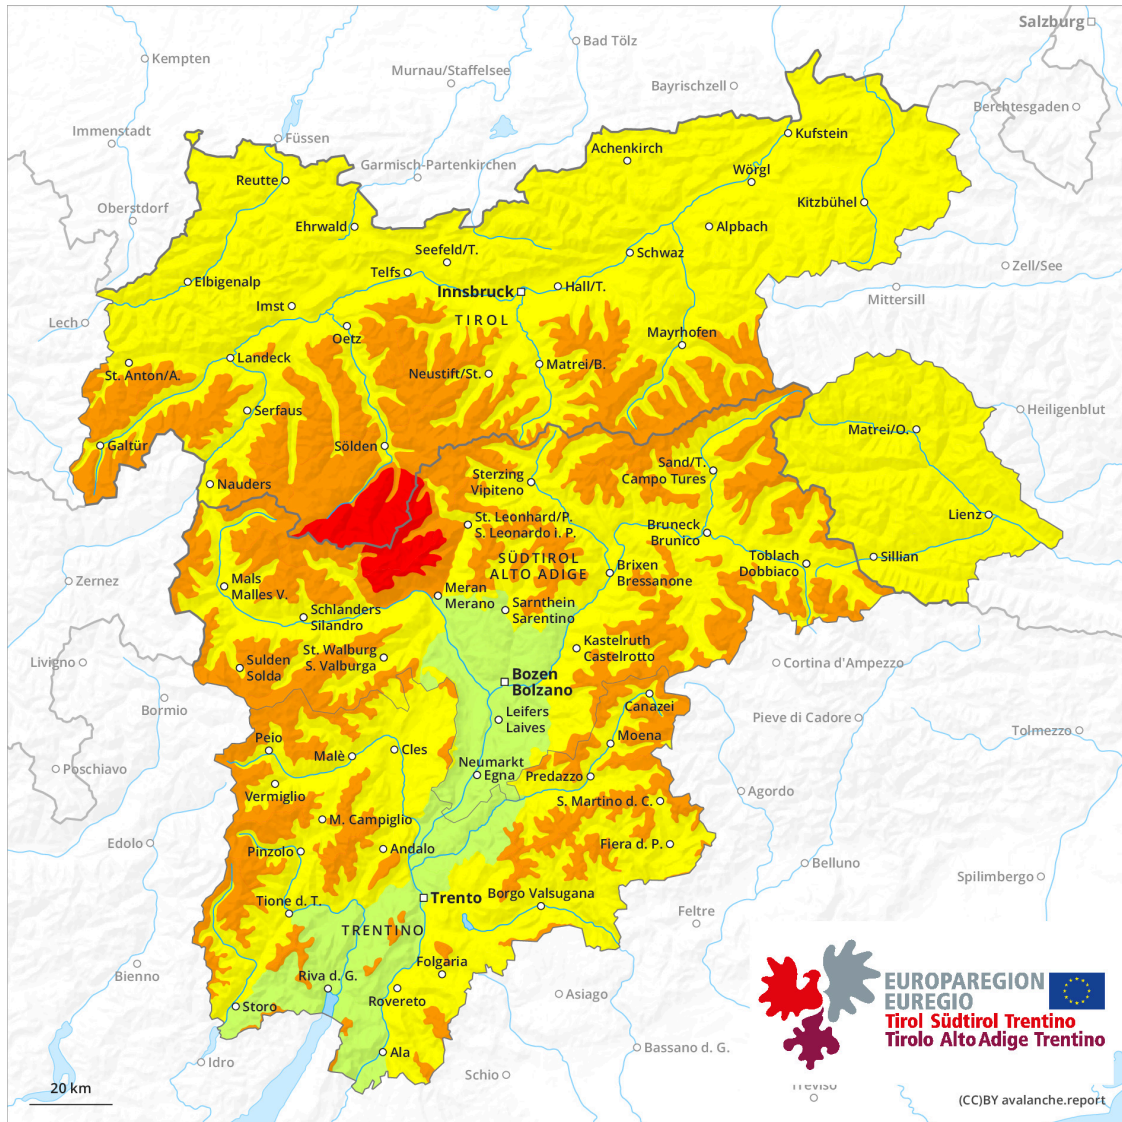 Salzburg
Bad Tölz
Kempten
Murnau/Staffelsee
Bayrischzell
Berchtesgaden
Immenstadt
Füssen
Kufstein
Achenkirch
Garmisch-Partenkirchen
Wörgl
Reutte
Kitzbühel
Oberstdorf
Ehrwald
Alpbach
Seefeld/T.
Schwaz
Zell/See
Telfs
Elbigenalp
Hall/T.
Innsbruck
Mittersill
Imst
TIROL
Lech
Mayrhofen
Oetz
Landeck
Matrei/B.
St. Anton/A.
Neustift/St.
Serfaus
Heiligenblut
Matrei/O.
Galtür
Sölden
Sand/T.
Campo Tures
Sterzing
Vipiteno
Nauders
Lienz
St. Leonhard/P.
S. Leonardo i. P.
Bruneck
Brunico
SÜDTIROL
ALTO ADIGE
Toblach
Dobbiaco
Sillian
Brixen
Bressanone
Zernez
Mals
Malles V.
Meran
Merano
Schlanders
Silandro
Sarnthein
Sarentino
Kastelruth
Castelrotto
St. Walburg
S. Valburga
Livigno
Sulden
Solda
Cortina d'Ampezzo
Bozen
Bolzano
Bormio
Canazei
Leifers
Laives
Pieve di Cadore
Tolmezzo
Moena
Peio
Cles
Malè
Neumarkt
Egna
Poschiavo
Predazzo
Vermiglio
Agordo
S. Martino d. C.
M. Campiglio
Edolo
Pinzolo
Andalo
Fiera d. P.
Belluno
Spilimbergo
Tione d. T.
Trento
Borgo Valsugana
Feltre
TRENTINO
Folgaria
Bienno
Riva d. G.
Rovereto
Asiago
Storo
Idro
Ala
Bassano d. G.
Schio
Treviso
EUROPAREGION
EUREGIO
Tirol Südtirol Trentino
Tirolo Alto Adige Trentino
20 km
(CC)BY avalanche.report